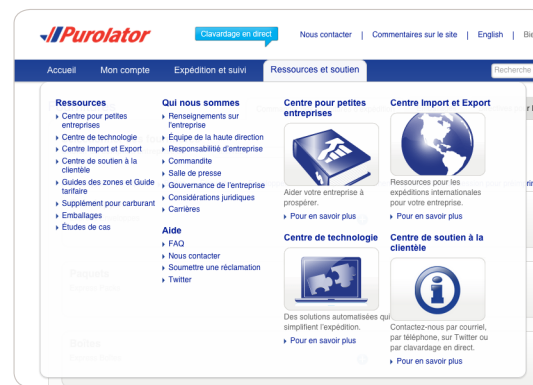 Purolator
Clavardage en direct
Nous contacter | Commentaires sur le site | English | Bie
Accueil Mon compte Expédition et suivi Ressources et soutien
Recherche
Ressources
Centre pour petites
entreprises
Centre de technologie
Centre Import et Export
Centre de soutien à la
clientèle
Guides des zones et Guide
tarifaire
Supplément pour carburant
Emballages
Études de cas
Qui nous sommes
Renseignements sur
l'entreprise
Équipe de la haute direction
Responsabilité d'entreprise
Commandite
Salle de presse
Gouvernance de l'entreprise
Considérations juridiques
Carrières
Aide
FAQ
Nous contacter
Soumettre une réclamation
Twitter
Centre pour petites
entreprises
Aider votre entreprise à
prospérer.
Pour en savoir plus
Centre Import et Export
Ressources pour les
expéditions internationales
pour votre entreprise.
Pour en savoir plus
Centre de technologie
Des solutions automatisées qui
simplifient l'expédition.
Pour en savoir plus
Centre de soutien à la
clientèle
Contactez-nous par courriel,
par téléphone, sur Twitter ou
par clavardage en direct.
Pour en savoir plus